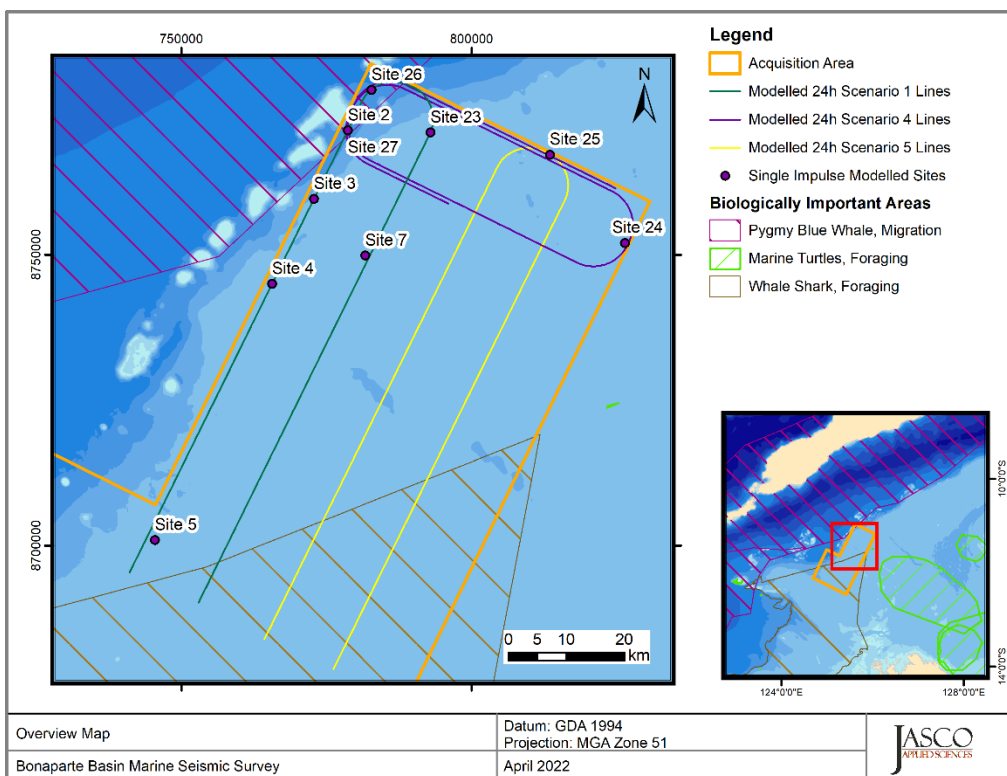 750000
800000
Site 26
Site 2
Site 23
Site 27
Site 25
N
Site 3
Site 24
8750000
Site 7
Site 4
8700000
Site 5
0 5 10 20
km
Legend
Acquisition Area
Modelled 24h Scenario 1 Lines
Modelled 24h Scenario 4 Lines
Modelled 24h Scenario 5 Lines
Single Impulse Modelled Sites
Biologically Important Areas
Pygmy Blue Whale, Migration
Marine Turtles, Foraging
Whale Shark, Foraging
10°0'0"S
14°0'0"S
124°0'0"E
128°0'0"E
Overview Map
Datum: GDA 1994
Projection: MGA Zone 51
Bonaparte Basin Marine Seismic Survey
April 2022
JASCO
APPLIED SCIENCES